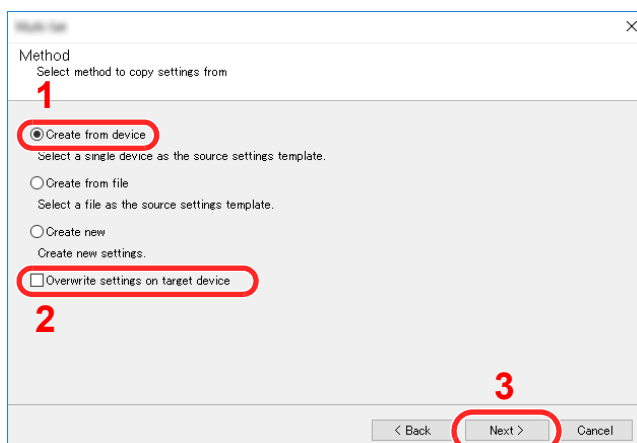 Method
Select method to copy settings from
1
Create from device
Select a single device as the source settings template.
Create from file
Select a file as the source settings template.
Create new
Create new settings.
Overwrite settings on target device
2
3
< Back Next > Cancel